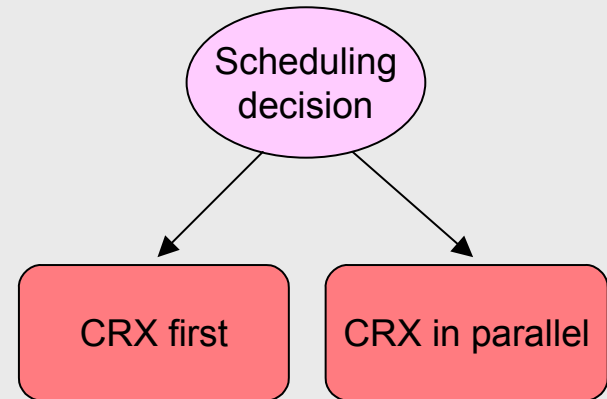 Scheduling
decision
CRX first
CRX in parallel